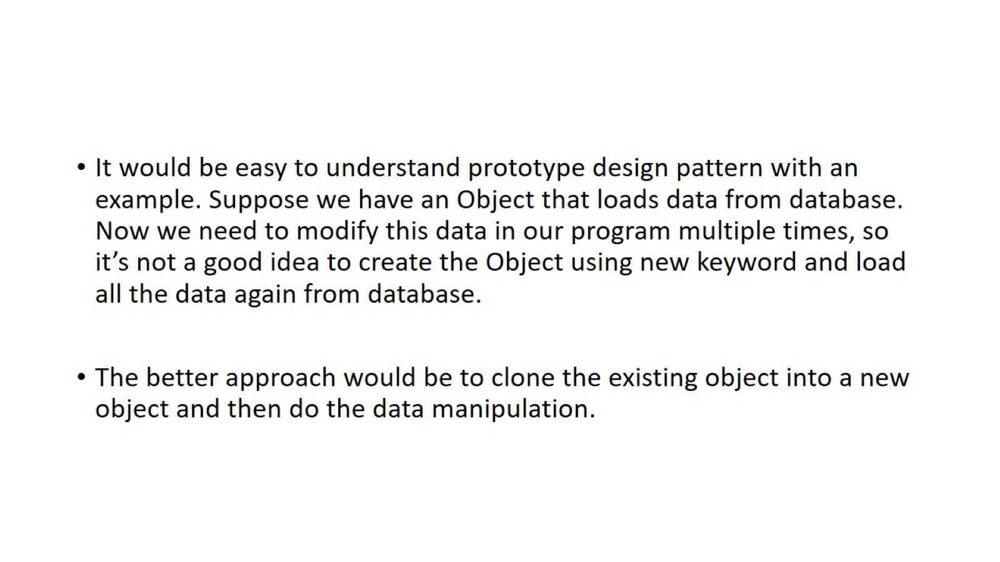 • It would be easy to understand prototype design pattern with an
example. Suppose we have an Object that loads data from database.
Now we need to modify this data in our program multiple times, so
it’s not a good idea to create the Object using new keyword and load
all the data again from database.
• The better approach would be to clone the existing object into a new
object and then do the data manipulation.